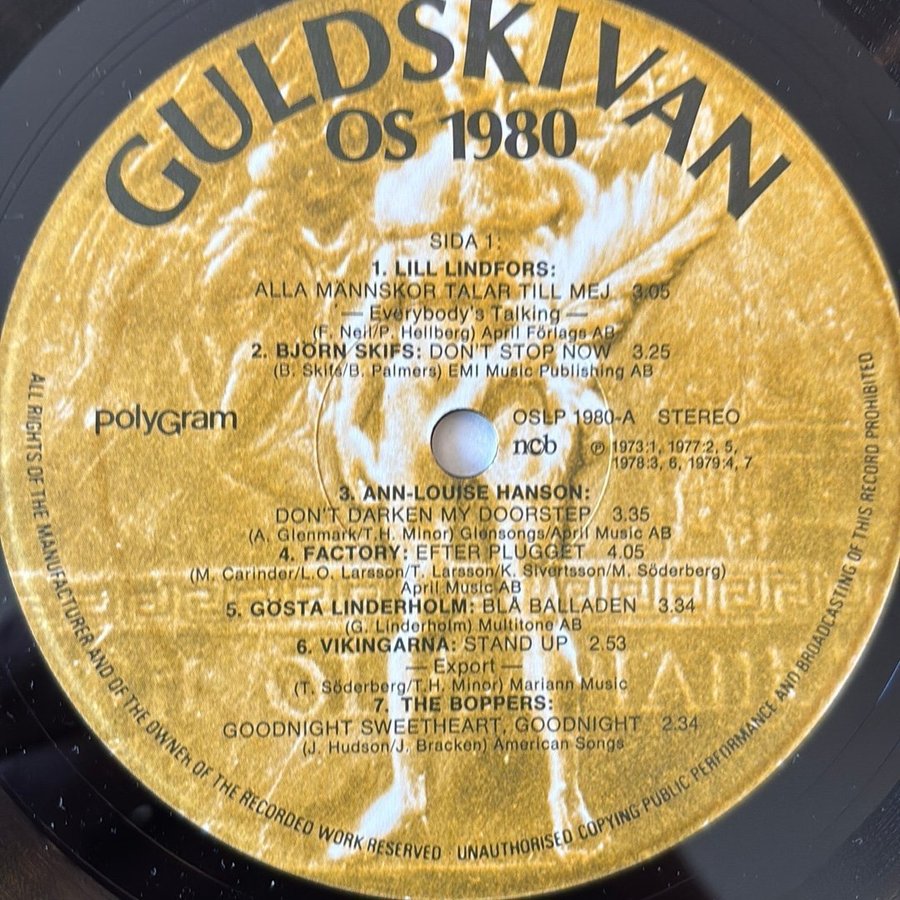 GULDSKIVAN
OS 1980
SIDA 1:
1. LILL LINDFORS:
ALLA MÄNNSKOR TALAR TILL MEJ 3.05
— Everybody's Talking —
(F. Neil/P. Hellberg) April Förlags AB
2. BJÖRN SKIFS: DON'T STOP NOW 3.25
(B. Skifs/B. Palmers) EMI Music Publishing AB
polyGram
OSLP 1980-A STEREO
ncb ℗ 1973:1, 1977:2, 5,
1978:3, 6, 1979:4, 7
3. ANN-LOUISE HANSON:
DON'T DARKEN MY DOORSTEP 3.35
(A. Glenmark/T.H. Minor) Glensongs/April Music AB
4. FACTORY: EFTER PLUGGET 4.05
(M. Carinder/L.O. Larsson/T. Larsson/K. Sivertsson/M. Söderberg)
April Music AB
5. GÖSTA LINDERHOLM: BLÅ BALLADEN 3.34
(G. Linderholm) Multitone AB
6. VIKINGARNA: STAND UP 2.53
— Export —
(T. Söderberg/T.H. Minor) Mariann Music
7. THE BOPPERS:
GOODNIGHT SWEETHEART, GOODNIGHT 2.34
(J. Hudson/J. Bracken) American Songs
ALL RIGHTS OF THE MANUFACTURER AND OF THE OWNER OF THE RECORDED WORK RESERVED · UNAUTHORISED COPYING PUBLIC PERFORMANCE AND BROADCASTING OF THIS RECORD PROHIBITED